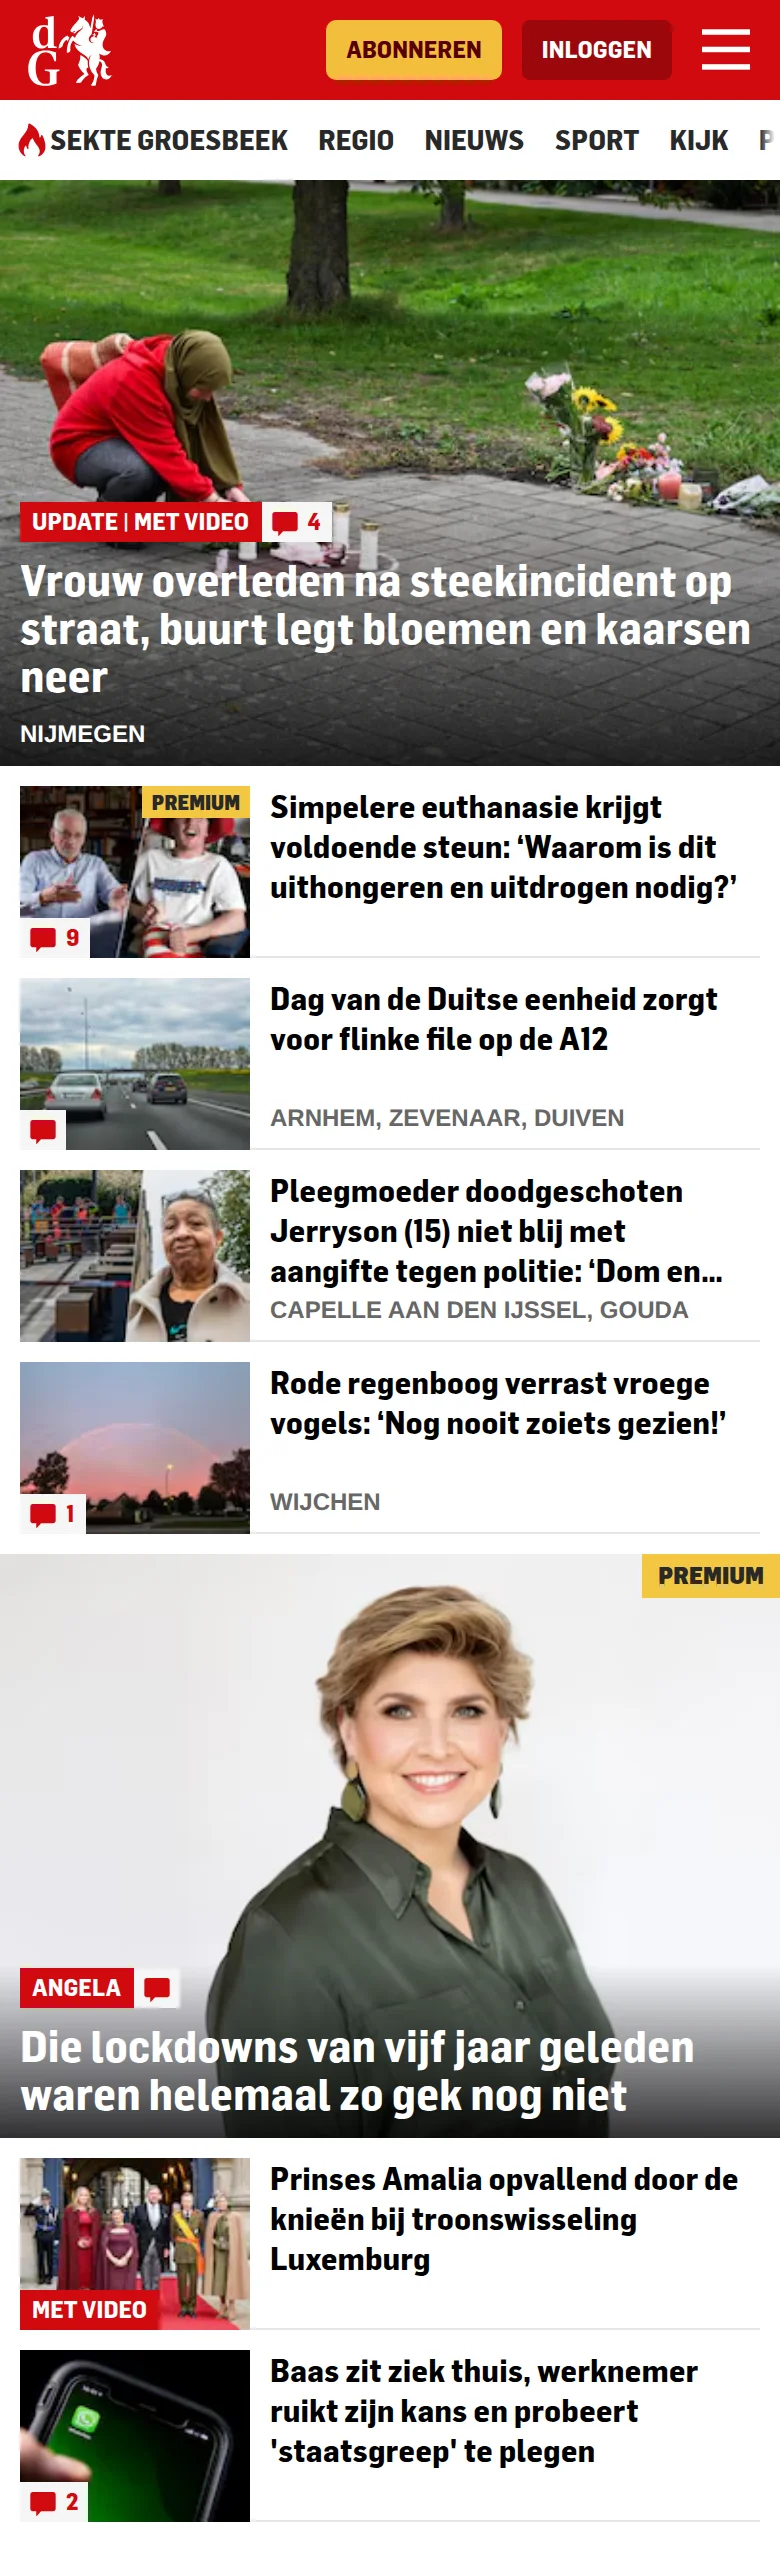 dG
ABONNEREN
INLOGGEN
SEKTE GROESBEEK REGIO NIEUWS SPORT KIJK P
UPDATE | MET VIDEO 4
Vrouw overleden na steekincident op
straat, buurt legt bloemen en kaarsen
neer
NIJMEGEN
PREMIUM
9
Simpelere euthanasie krijgt
voldoende steun: ‘Waarom is dit
uithongeren en uitdrogen nodig?’
Dag van de Duitse eenheid zorgt
voor flinke file op de A12
ARNHEM, ZEVENAAR, DUIVEN
Pleegmoeder doodgeschoten
Jerryson (15) niet blij met
aangifte tegen politie: ‘Dom en...
CAPELLE AAN DEN IJSSEL, GOUDA
1
Rode regenboog verrast vroege
vogels: ‘Nog nooit zoiets gezien!’
WIJCHEN
PREMIUM
ANGELA
Die lockdowns van vijf jaar geleden
waren helemaal zo gek nog niet
MET VIDEO
Prinses Amalia opvallend door de
knieën bij troonswisseling
Luxemburg
2
Baas zit ziek thuis, werknemer
ruikt zijn kans en probeert
'staatsgreep' te plegen